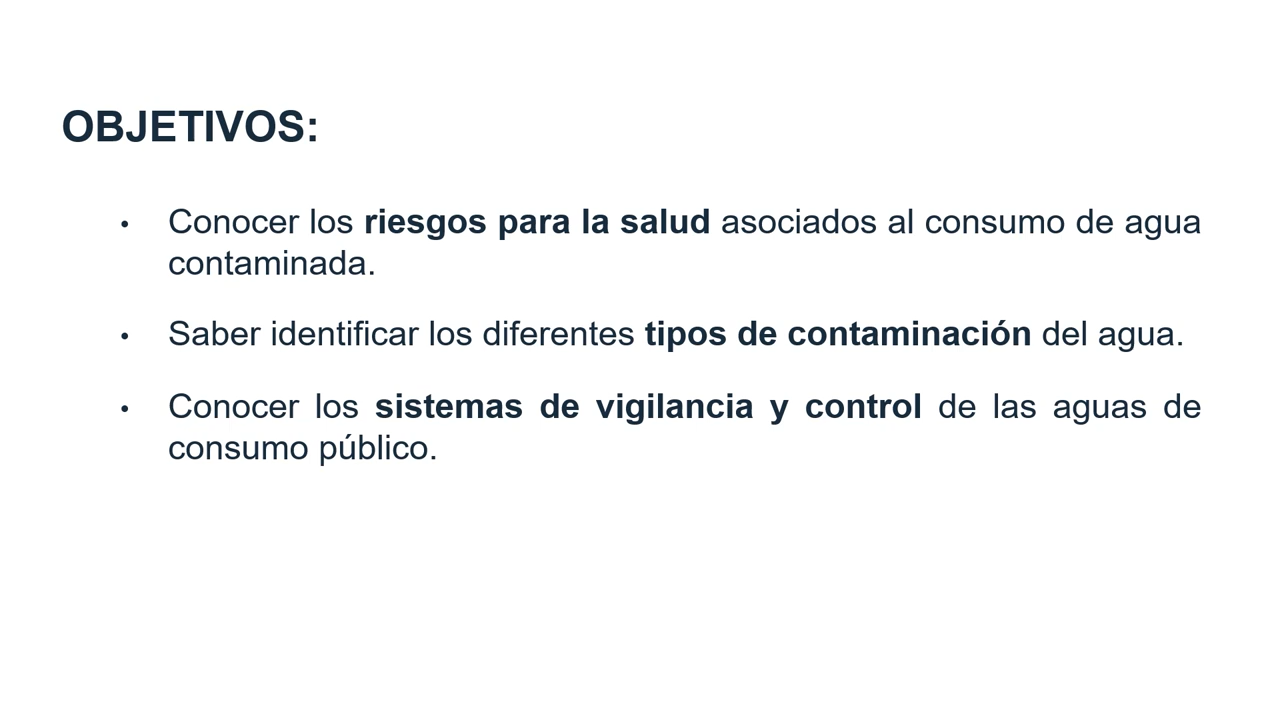 OBJETIVOS:
• Conocer los riesgos para la salud asociados al consumo de agua
contaminada.
• Saber identificar los diferentes tipos de contaminación del agua.
• Conocer los sistemas de vigilancia y control de las aguas de
consumo público.